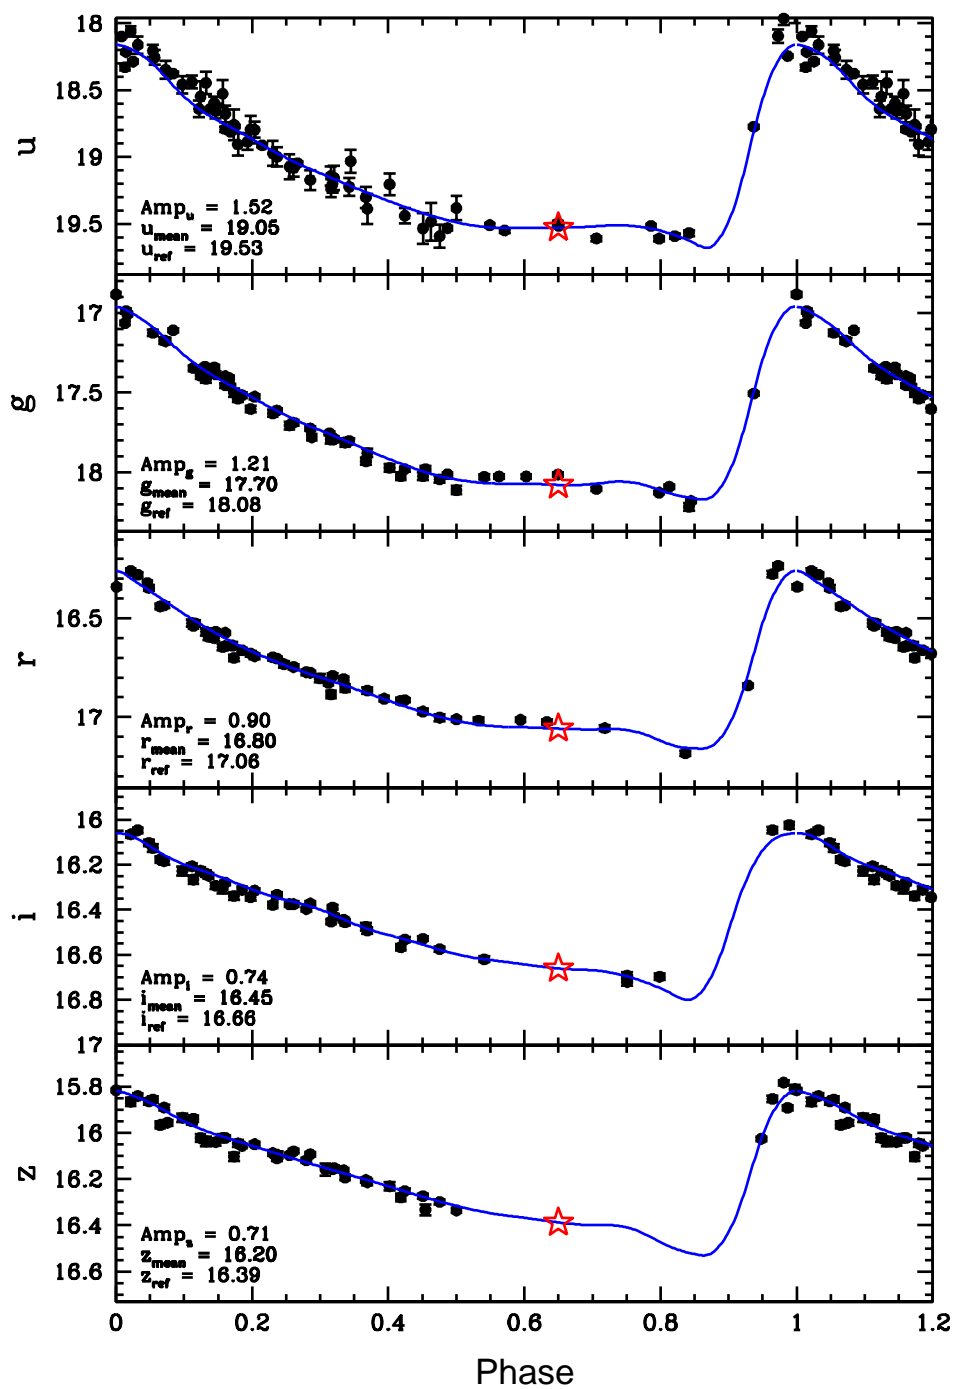 18
18.5
19
19.5
u
Amp_u = 1.52
u_mean = 19.05
u_ref = 19.53
17
17.5
18
g
Amp_g = 1.21
g_mean = 17.70
g_ref = 18.08
16.5
17
r
Amp_r = 0.90
r_mean = 16.80
r_ref = 17.06
16
16.2
16.4
16.6
16.8
17
i
Amp_i = 0.74
i_mean = 16.45
i_ref = 16.66
15.8
16
16.2
16.4
16.6
z
Amp_z = 0.71
z_mean = 16.20
z_ref = 16.39
0 0.2 0.4 0.6 0.8 1 1.2
Phase